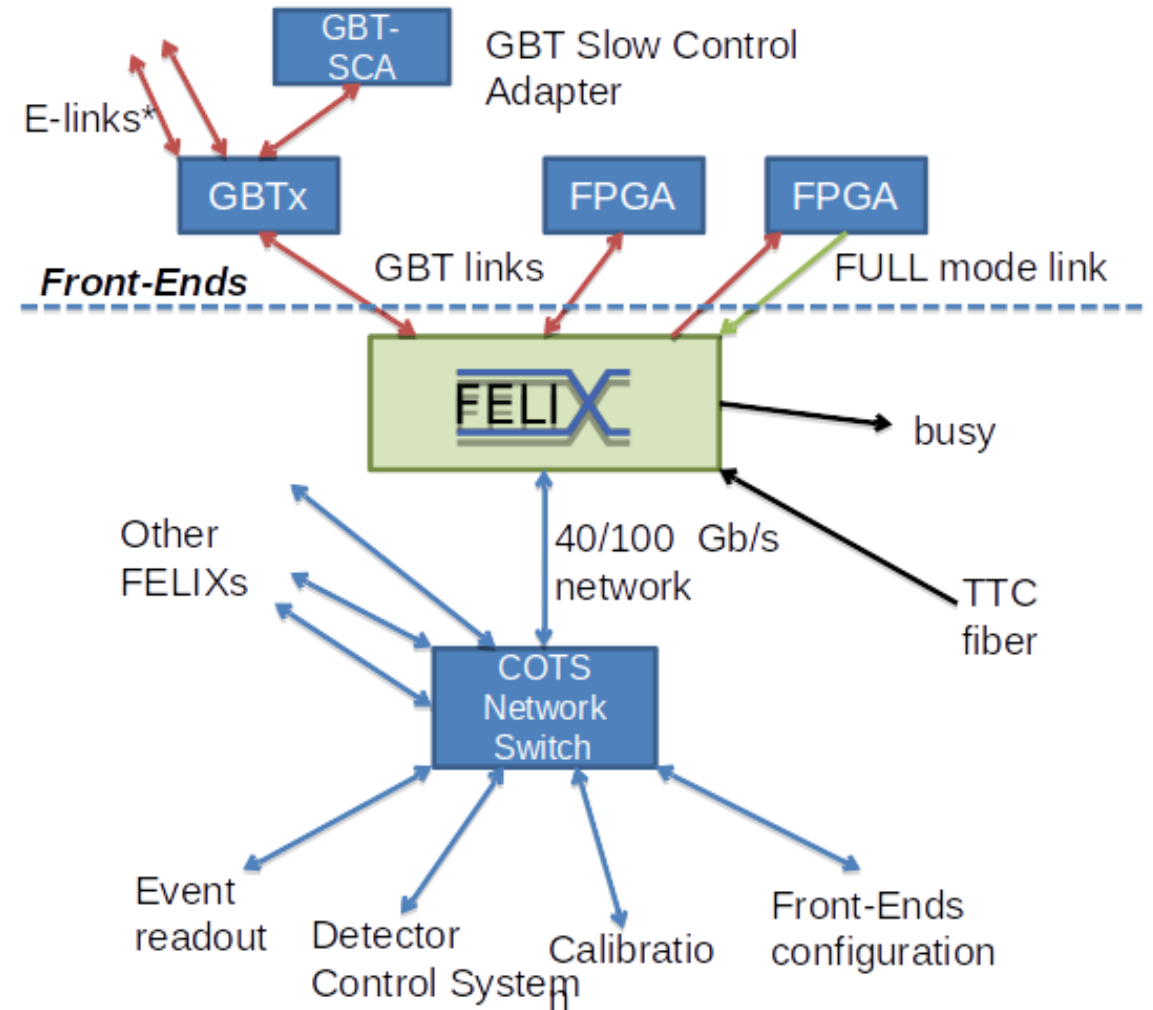 GBT-
SCA
GBT Slow Control
Adapter
E-links*
GBTx
FPGA
FPGA
GBT links
FULL mode link
Front-Ends
FELIX
busy
Other
FELIXs
40/100 Gb/s
network
TTC
fiber
COTS
Network
Switch
Event
readout
Detector
Control System
Calibratio
n
Front-Ends
configuration